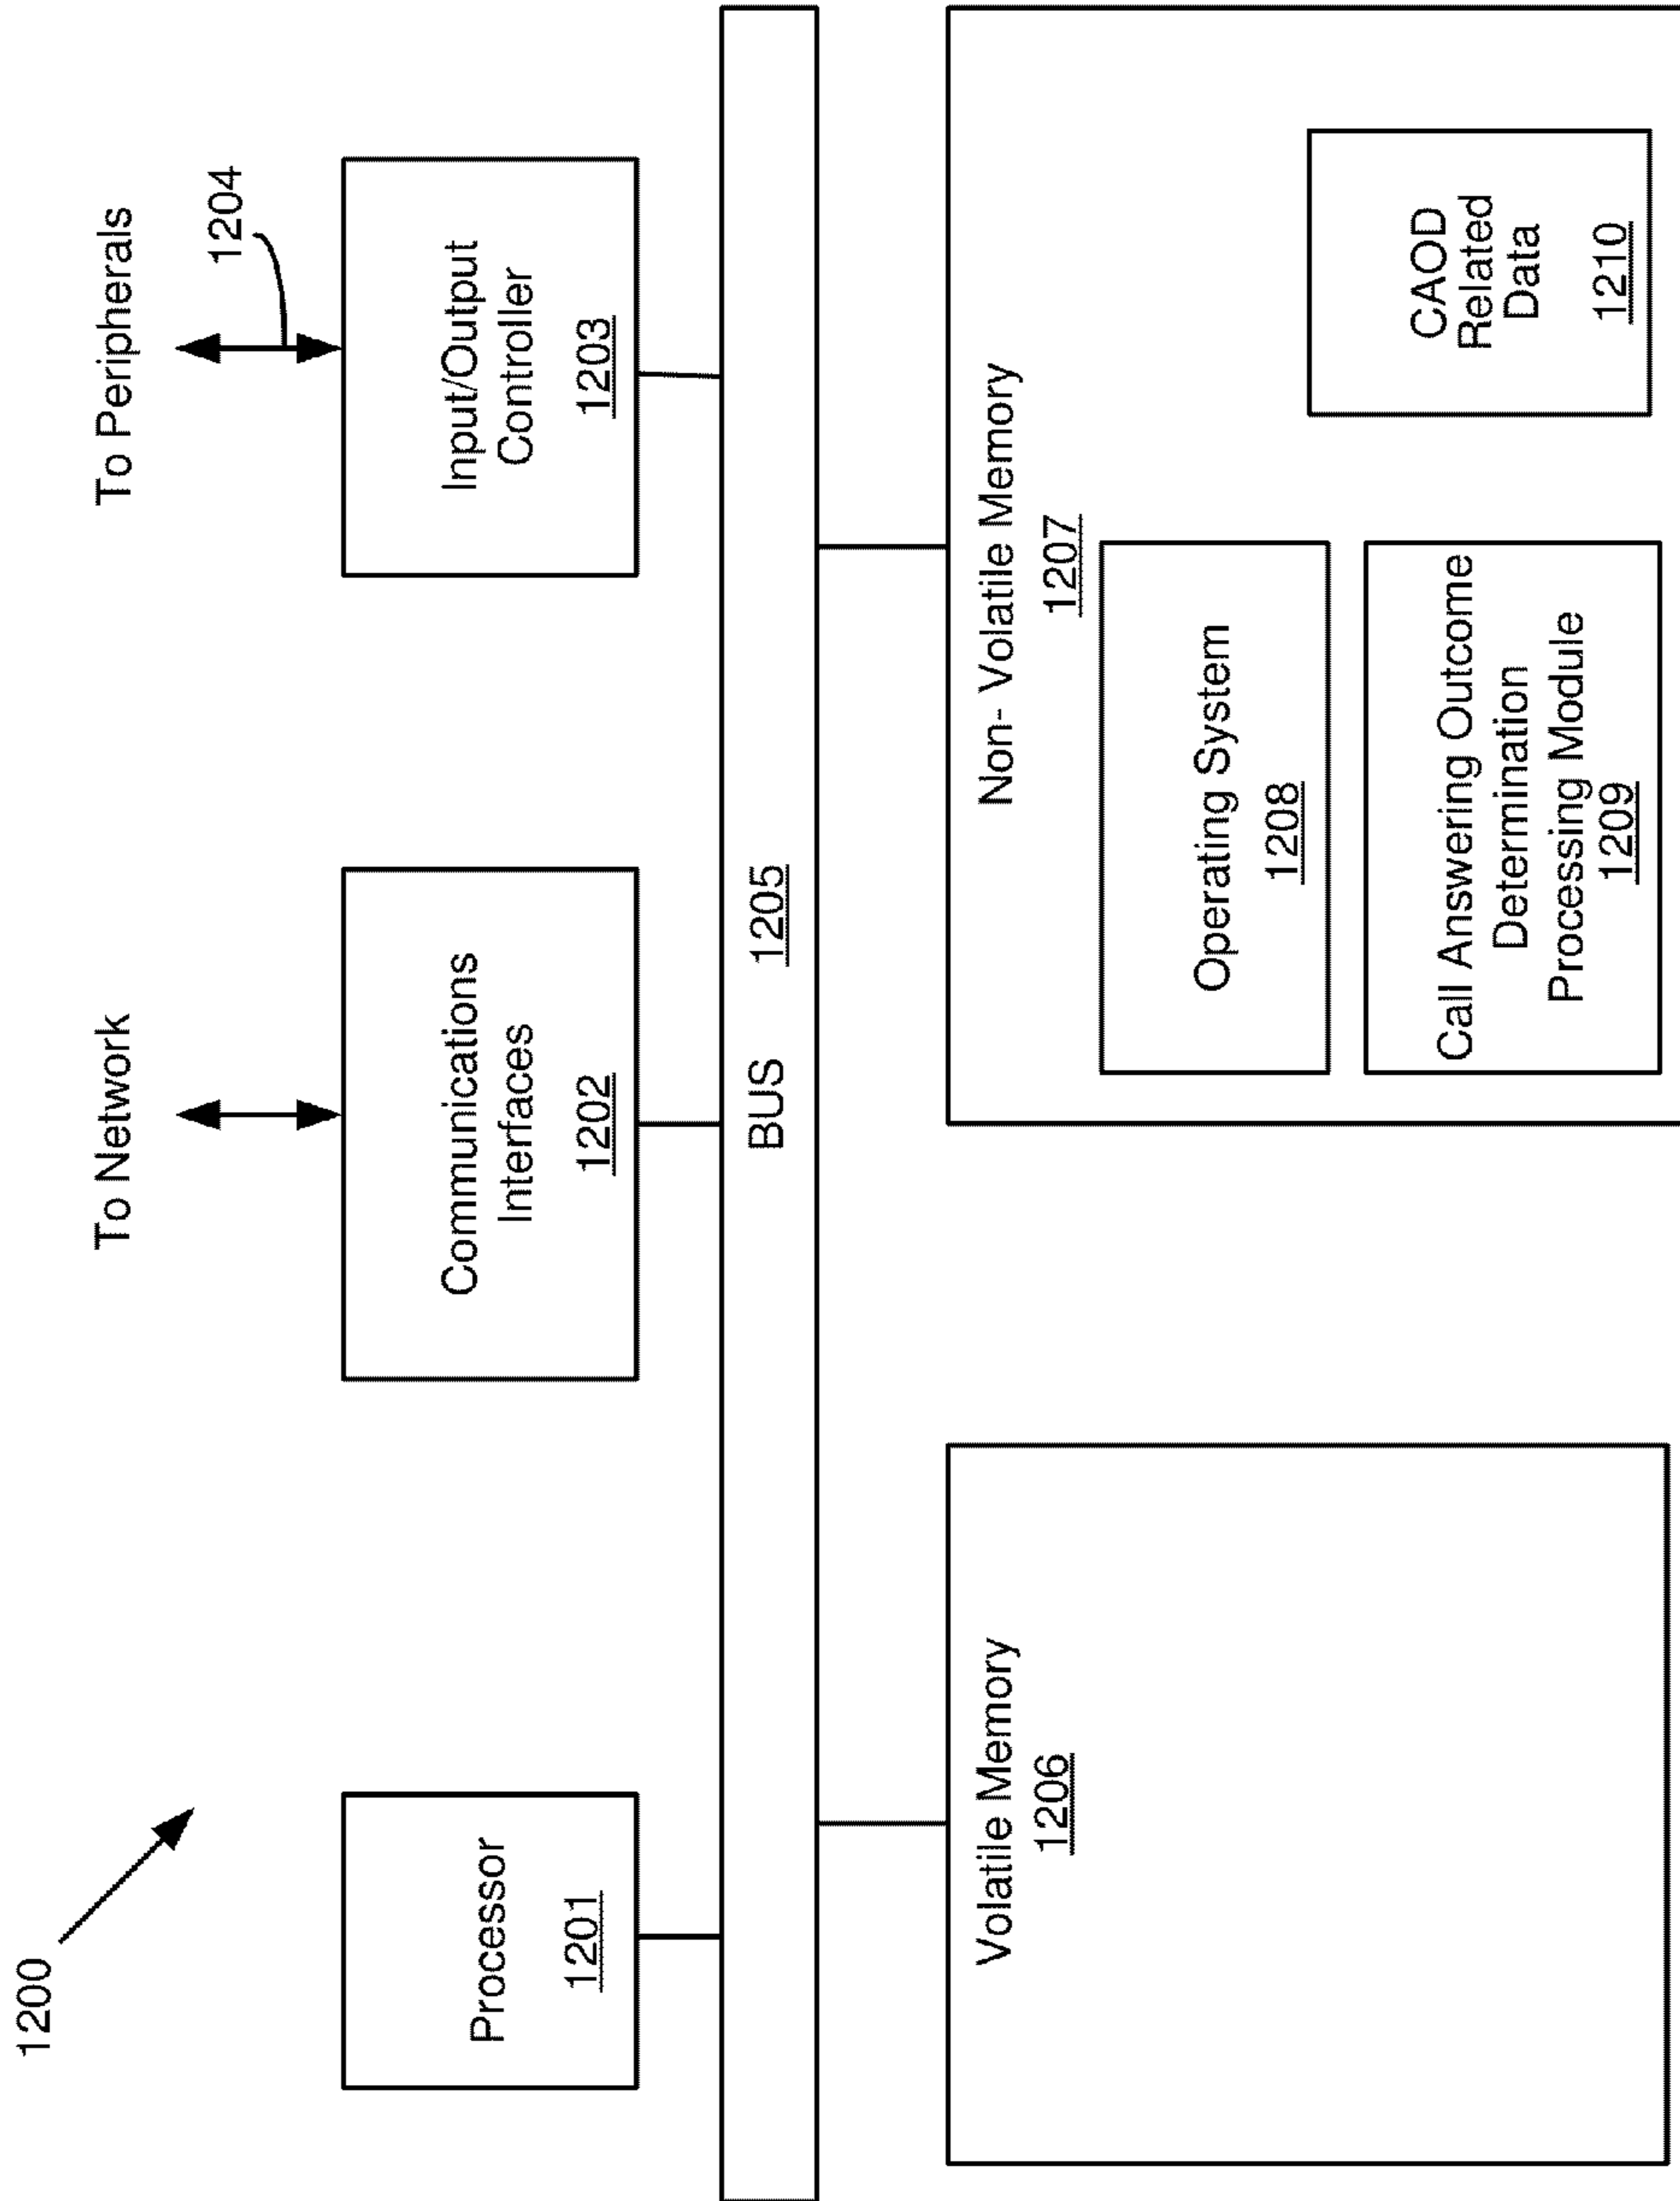 1200
To Network
To Peripherals
1204
Processor
1201
Communications
Interfaces
1202
Input/Output
Controller
1203
BUS 1205
Volatile Memory
1206
Non- Volatile Memory
1207
Operating System
1208
Call Answering Outcome
Determination
Processing Module
1209
CAOD
Related
Data
1210